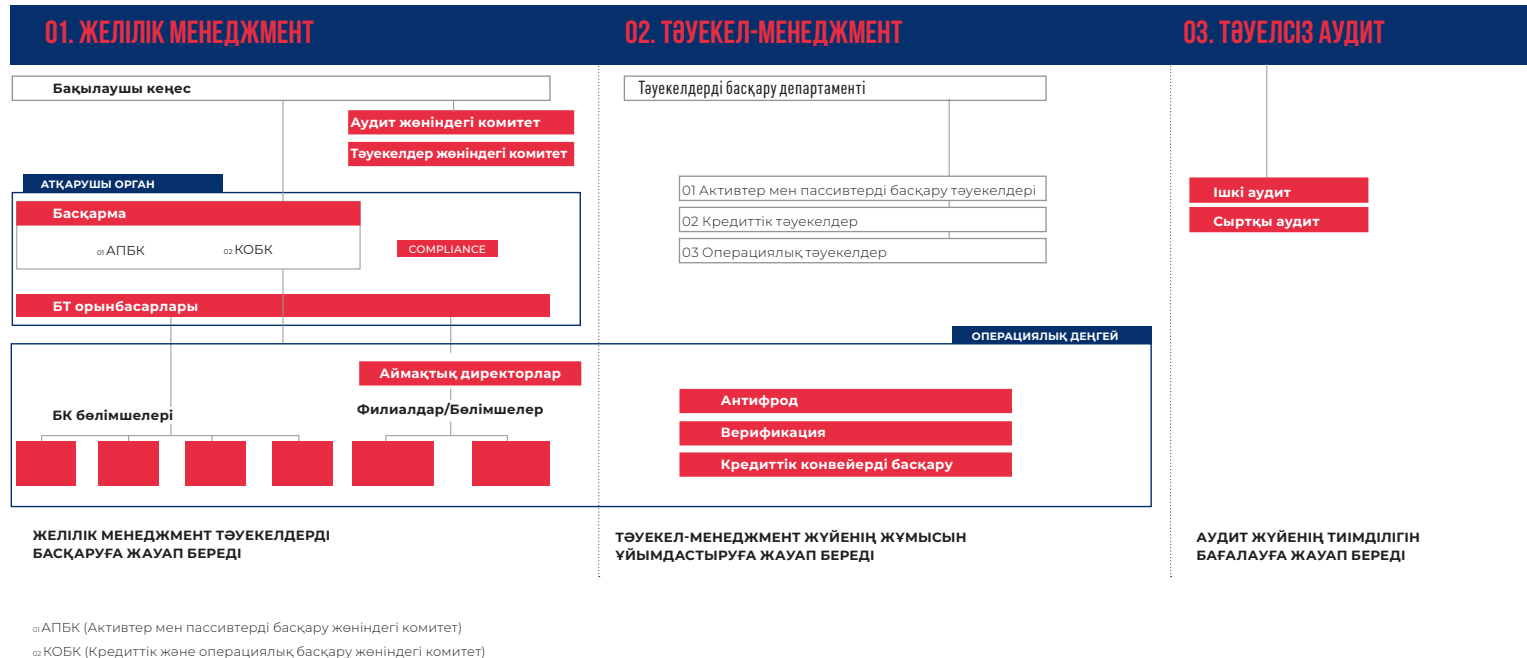 01. ЖЕЛІЛІК МЕНЕДЖМЕНТ
02. ТӘУЕКЕЛ-МЕНЕДЖМЕНТ
03. ТӘУЕЛСІЗ АУДИТ
Бақылаушы кеңес
Аудит жөніндегі комитет
Тәуекелдер жөніндегі комитет
АТҚАРУШЫ ОРГАН
Басқарма
01 АПБК
02 КОБК
COMPLIANCE
БТ орынбасарлары
Аймақтық директорлар
БК бөлімшелері
Филиалдар/Бөлімшелер
Тәуекелдерді басқару департаменті
01 Активтер мен пассивтерді басқару тәуекелдері
02 Кредиттік тәуекелдер
03 Операциялық тәуекелдер
ОПЕРАЦИЯЛЫҚ ДЕҢГЕЙ
Антифрод
Верификация
Кредиттік конвейерді басқару
Ішкі аудит
Сыртқы аудит
ЖЕЛІЛІК МЕНЕДЖМЕНТ ТӘУЕКЕЛДЕРДІ
БАСҚАРУҒА ЖАУАП БЕРЕДІ
ТӘУЕКЕЛ-МЕНЕДЖМЕНТ ЖҮЙЕНІҢ ЖҰМЫСЫН
ҰЙЫМДАСТЫРУҒА ЖАУАП БЕРЕДІ
АУДИТ ЖҮЙЕНІҢ ТИІМДІЛІГІН
БАҒАЛАУҒА ЖАУАП БЕРЕДІ
01 АПБК (Активтер мен пассивтерді басқару жөніндегі комитет)
02 КОБК (Кредиттік және операциялық басқару жөніндегі комитет)